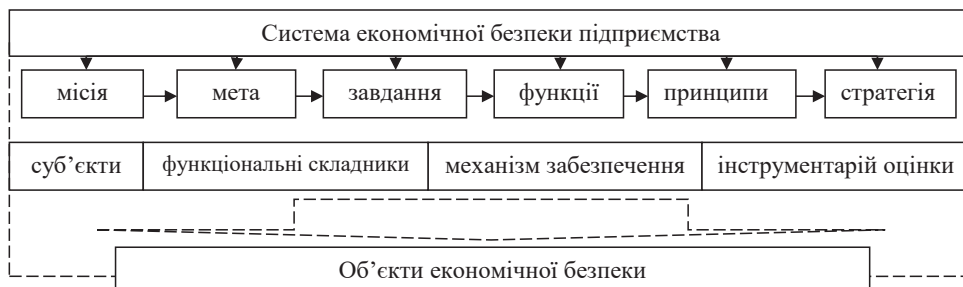 Система економічної безпеки підприємства
місія мета завдання функції принципи стратегія
суб’єкти функціональні складники механізм забезпечення інструментарій оцінки
Об’єкти економічної безпеки